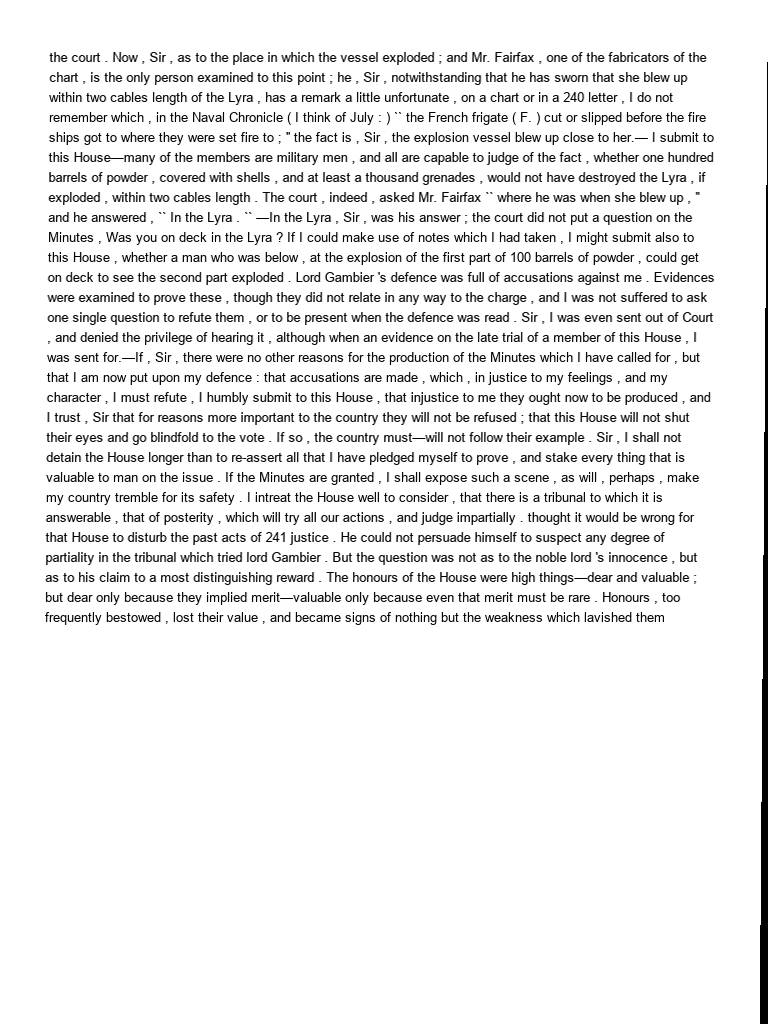 the court . Now , Sir , as to the place in which the vessel exploded ; and Mr. Fairfax , one of the fabricators of the
chart , is the only person examined to this point ; he , Sir , notwithstanding that he has sworn that she blew up
within two cables length of the Lyra , has a remark a little unfortunate , on a chart or in a 240 letter , I do not
remember which , in the Naval Chronicle ( I think of July : ) `` the French frigate ( F. ) cut or slipped before the fire
ships got to where they were set fire to ; " the fact is , Sir , the explosion vessel blew up close to her.— I submit to
this House—many of the members are military men , and all are capable to judge of the fact , whether one hundred
barrels of powder , covered with shells , and at least a thousand grenades , would not have destroyed the Lyra , if
exploded , within two cables length . The court , indeed , asked Mr. Fairfax `` where he was when she blew up , "
and he answered , `` In the Lyra . `` —In the Lyra , Sir , was his answer ; the court did not put a question on the
Minutes , Was you on deck in the Lyra ? If I could make use of notes which I had taken , I might submit also to
this House , whether a man who was below , at the explosion of the first part of 100 barrels of powder , could get
on deck to see the second part exploded . Lord Gambier 's defence was full of accusations against me . Evidences
were examined to prove these , though they did not relate in any way to the charge , and I was not suffered to ask
one single question to refute them , or to be present when the defence was read . Sir , I was even sent out of Court
, and denied the privilege of hearing it , although when an evidence on the late trial of a member of this House , I
was sent for.—If , Sir , there were no other reasons for the production of the Minutes which I have called for , but
that I am now put upon my defence : that accusations are made , which , in justice to my feelings , and my
character , I must refute , I humbly submit to this House , that injustice to me they ought now to be produced , and
I trust , Sir that for reasons more important to the country they will not be refused ; that this House will not shut
their eyes and go blindfold to the vote . If so , the country must—will not follow their example . Sir , I shall not
detain the House longer than to re-assert all that I have pledged myself to prove , and stake every thing that is
valuable to man on the issue . If the Minutes are granted , I shall expose such a scene , as will , perhaps , make
my country tremble for its safety . I intreat the House well to consider , that there is a tribunal to which it is
answerable , that of posterity , which will try all our actions , and judge impartially . thought it would be wrong for
that House to disturb the past acts of 241 justice . He could not persuade himself to suspect any degree of
partiality in the tribunal which tried lord Gambier . But the question was not as to the noble lord 's innocence , but
as to his claim to a most distinguishing reward . The honours of the House were high things—dear and valuable ;
but dear only because they implied merit—valuable only because even that merit must be rare . Honours , too
frequently bestowed , lost their value , and became signs of nothing but the weakness which lavished them